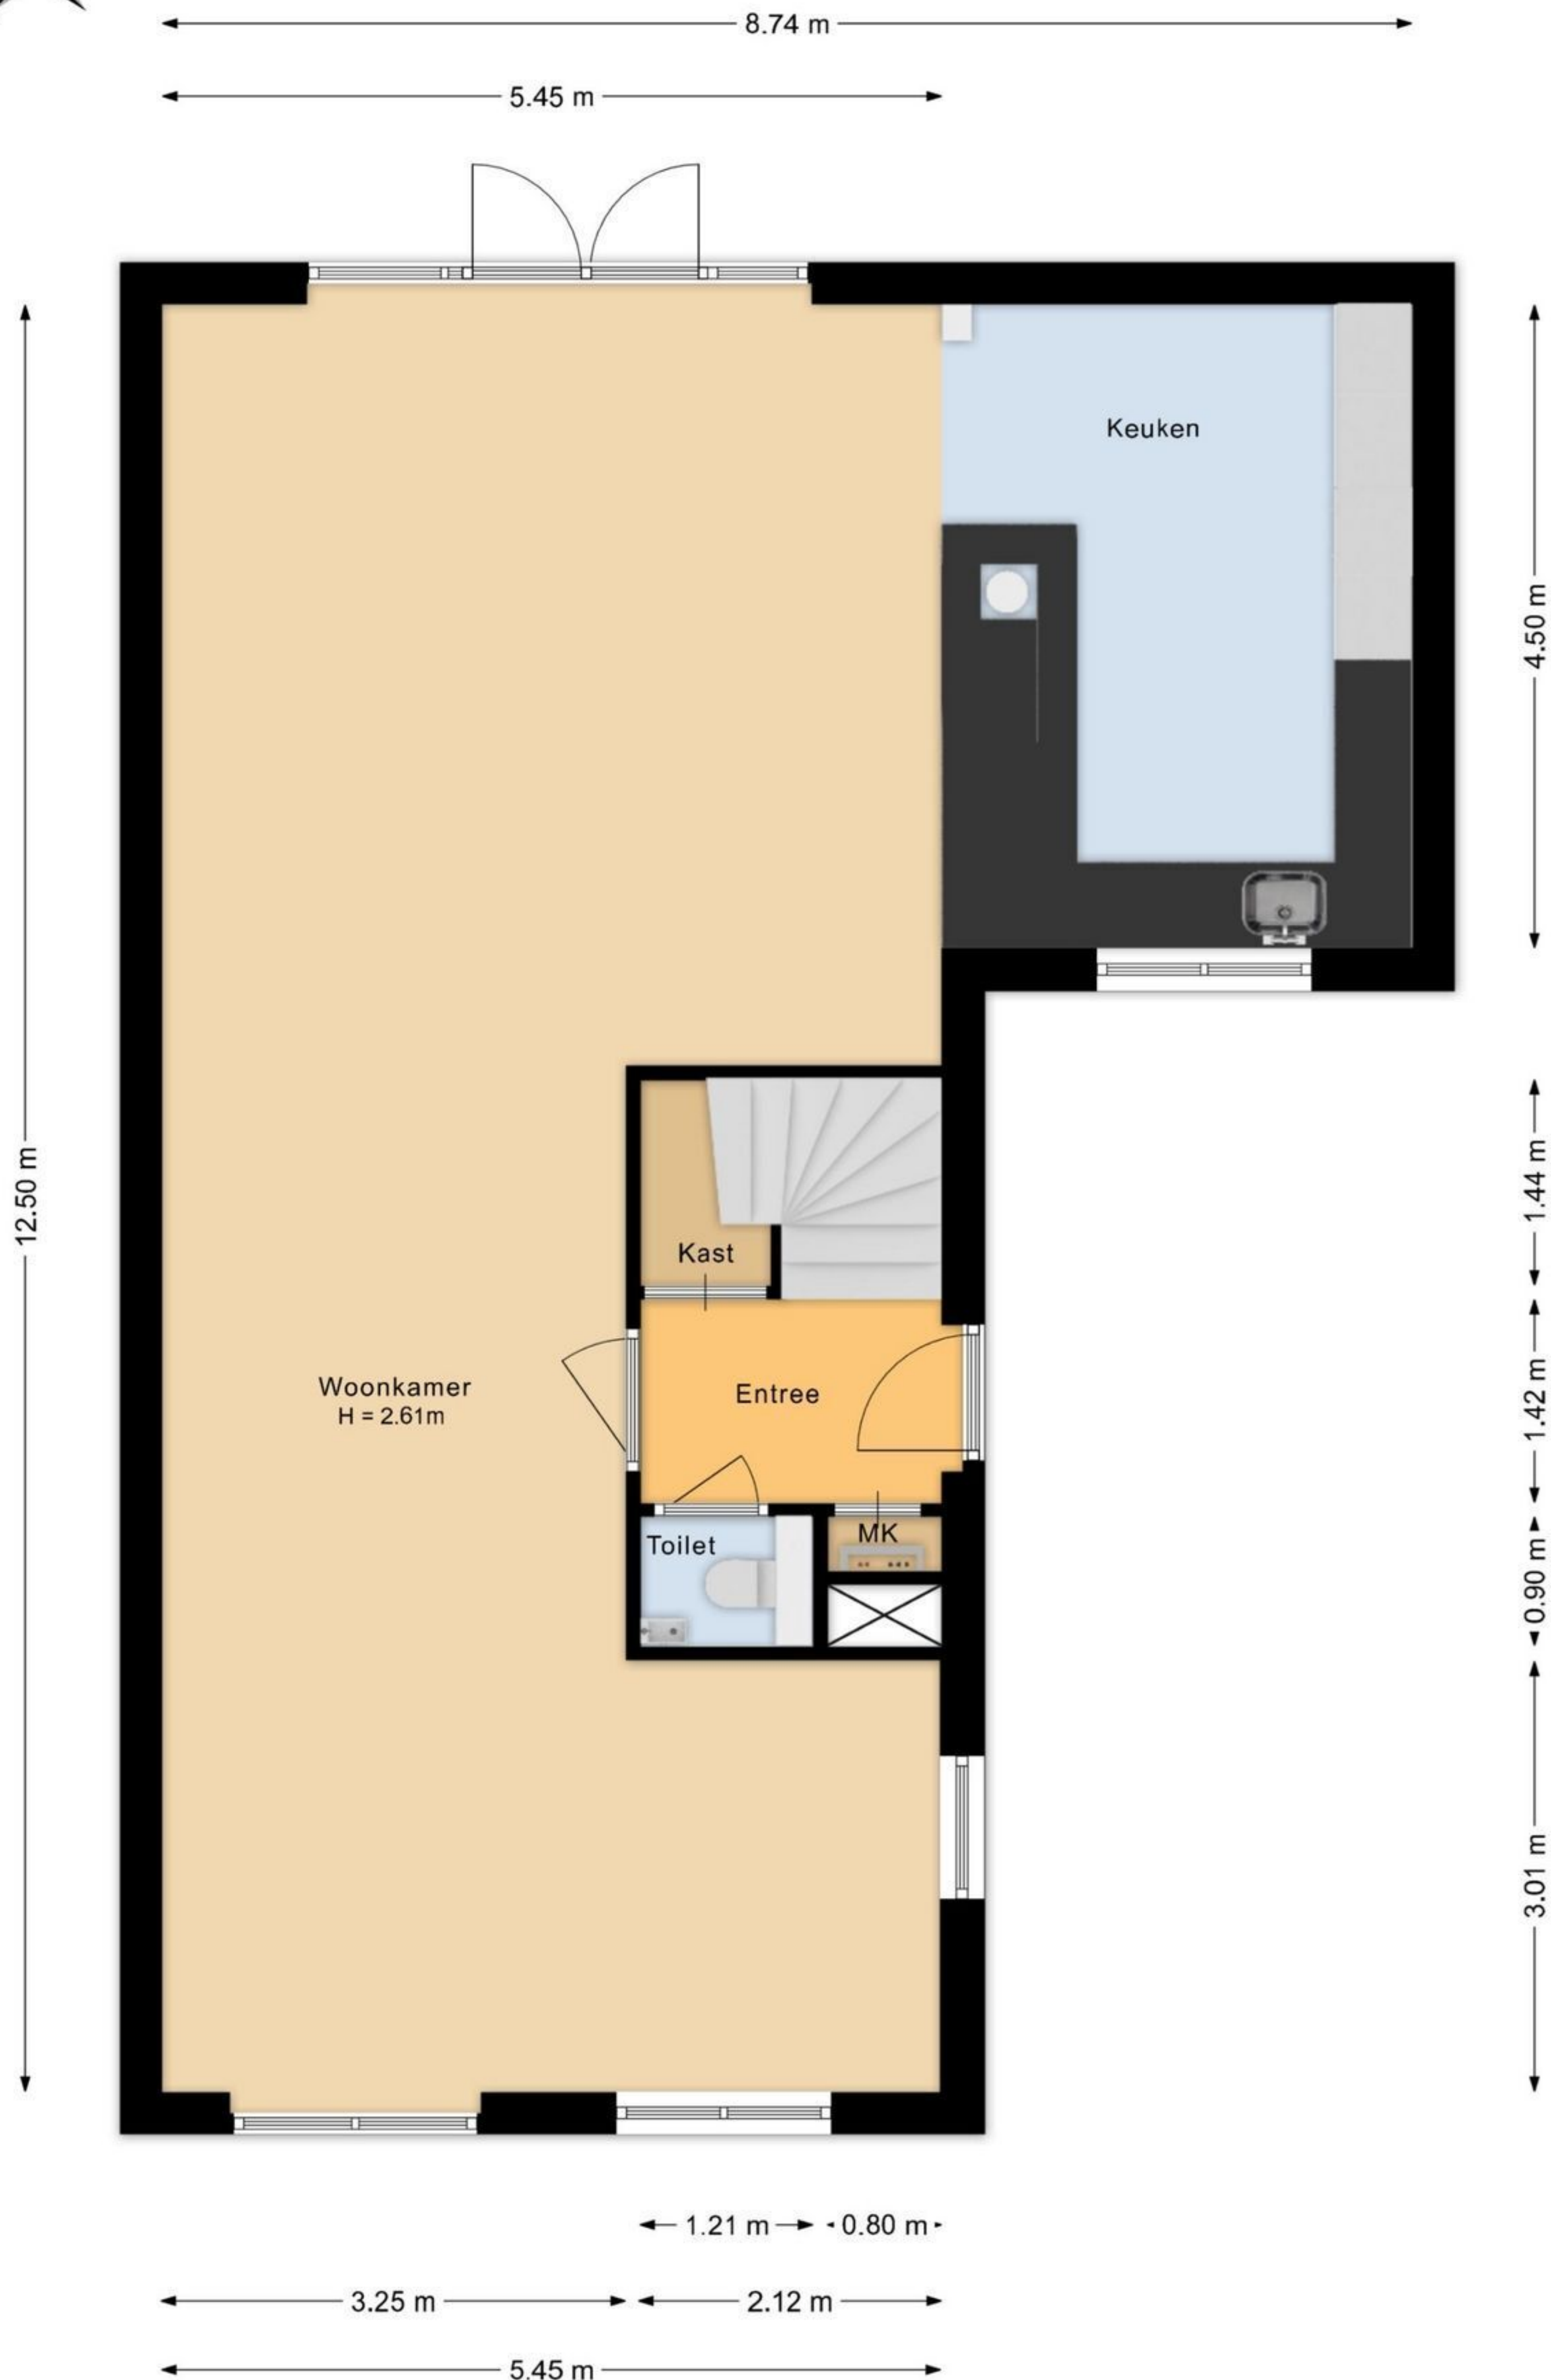 8.74 m
5.45 m
Keuken
4.50 m
12.50 m
1.44 m
Kast
1.42 m
Woonkamer
H = 2.61m
Entree
MK
Toilet
0.90 m
3.01 m
1.21 m
0.80 m
3.25 m
2.12 m
5.45 m